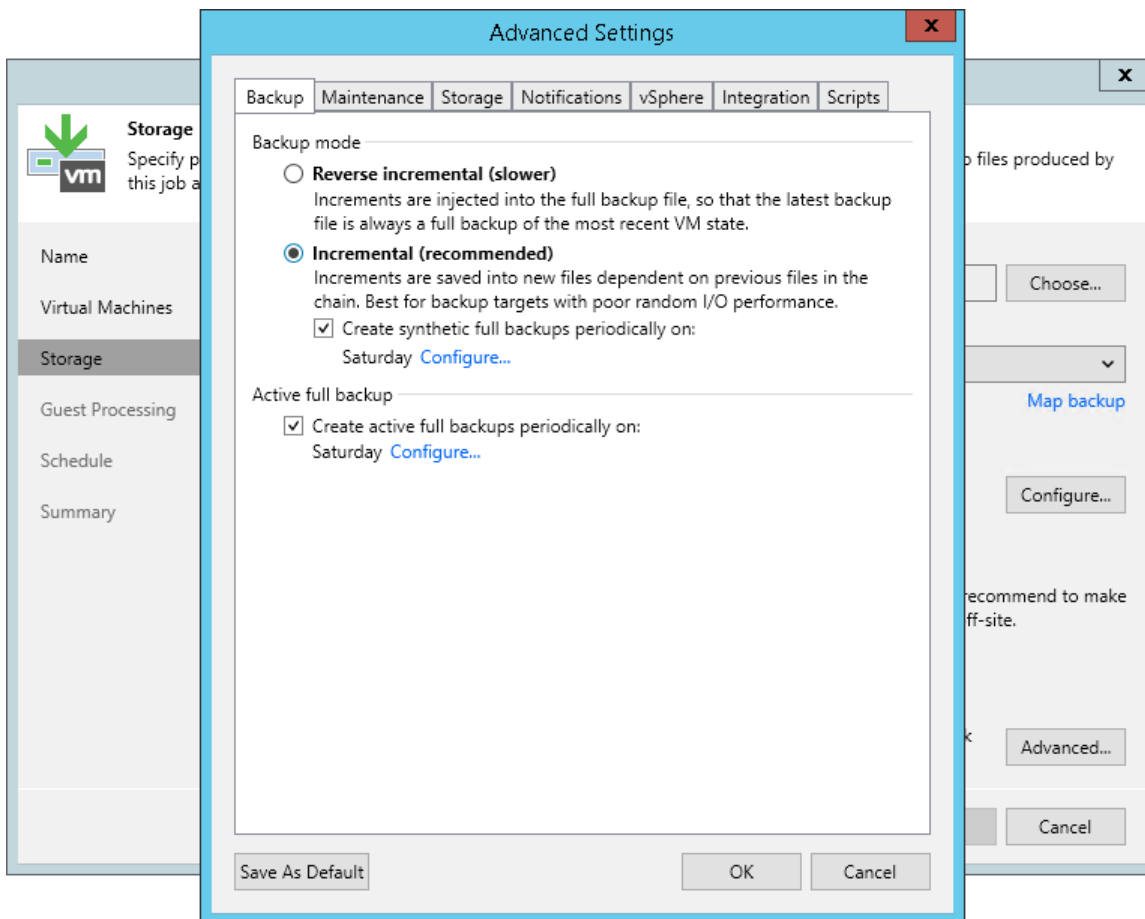 Advanced Settings
x
x
Backup
Maintenance
Storage
Notifications
vSphere
Integration
Scripts
vm
Storage
Specify p
this job a
o files produced by
Name
Virtual Machines
Storage
Guest Processing
Schedule
Summary
Backup mode
Reverse incremental (slower)
Increments are injected into the full backup file, so that the latest backup
file is always a full backup of the most recent VM state.
Incremental (recommended)
Increments are saved into new files dependent on previous files in the
chain. Best for backup targets with poor random I/O performance.
Create synthetic full backups periodically on:
Saturday Configure...
Active full backup
Create active full backups periodically on:
Saturday Configure...
Choose...
Map backup
Configure...
recommend to make
ff-site.
k
Advanced...
Cancel
Save As Default
OK
Cancel